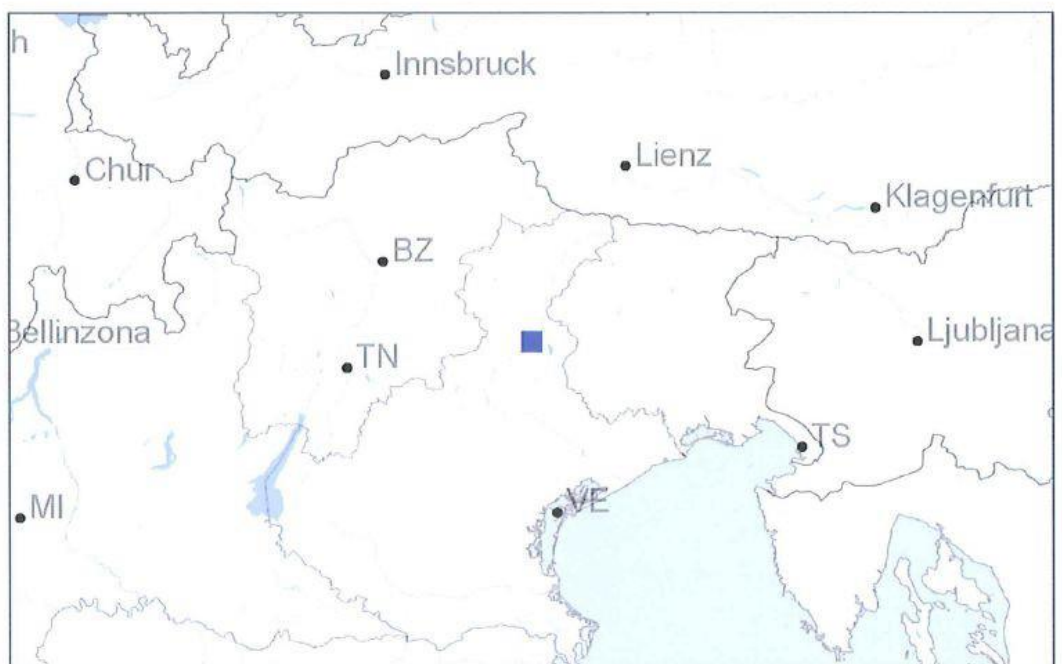 h
Innsbruck
Lienz
Chur
Klagenfurt
BZ
Bellinzona
Ljubljana
TN
TS
MI
VE